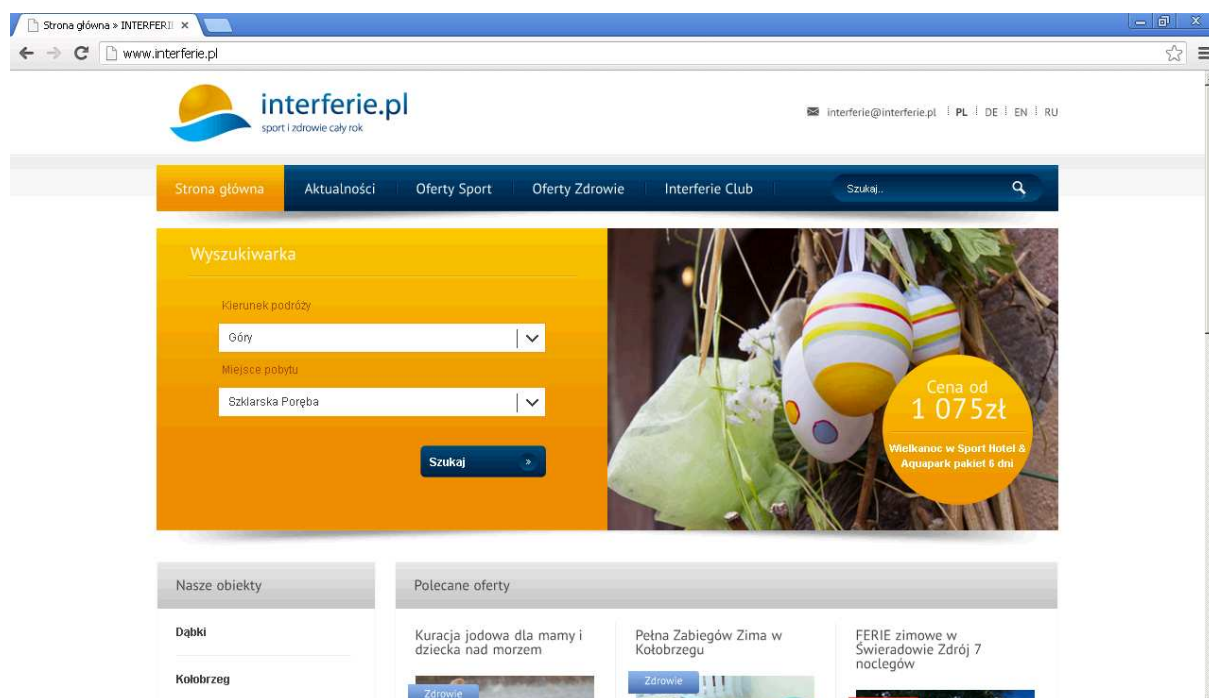 Strona główna » INTERFERI
www.interferie.pl
interferie.pl
sport i zdrowie cały rok
interferie@interferie.pl PL DE EN RU
Strona główna Aktualności Oferty Sport Oferty Zdrowie Interferie Club Szukaj..
Wyszukiwarka
Kierunek podróży
Góry
Miejsce pobytu
Szklarska Poręba
Szukaj »
Cena od
1 075zł
Wielkanoc w Sport Hotel &
Aquapark pakiet 6 dni
Nasze obiekty
Dąbki
Kołobrzeg
Polecane oferty
Kuracja jodowa dla mamy i
dziecka nad morzem
Zdrowie
Pełna Zabiegów Zima w
Kołobrzegu
Zdrowie
FERIE zimowe w
Świeradowie Zdrój 7
noclegów